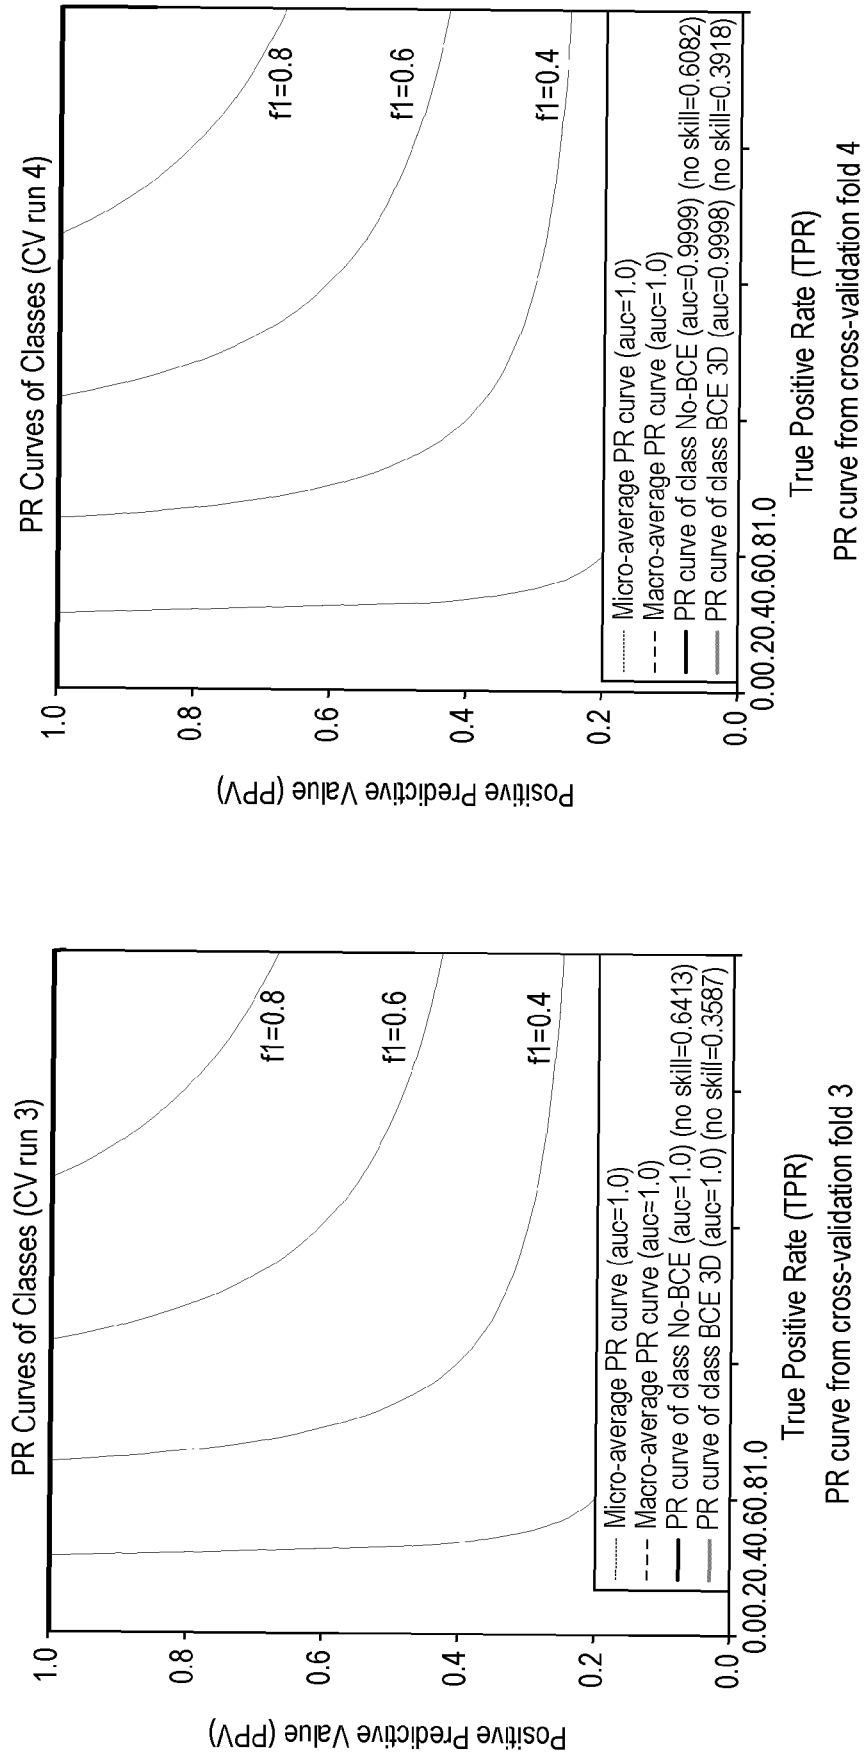 PR Curves of Classes (CV run 3)
Positive Predictive Value (PPV)
1.0
0.8
0.6
0.4
0.2
0.0
f1=0.8
f1=0.6
f1=0.4
Micro-average PR curve (auc=1.0)
Macro-average PR curve (auc=1.0)
PR curve of class No-BCE (auc=1.0) (no skill=0.6413)
PR curve of class BCE 3D (auc=1.0) (no skill=0.3587)
0.00.20.40.60.81.0
True Positive Rate (TPR)
PR curve from cross-validation fold 3
PR Curves of Classes (CV run 4)
Positive Predictive Value (PPV)
1.0
0.8
0.6
0.4
0.2
0.0
f1=0.8
f1=0.6
f1=0.4
Micro-average PR curve (auc=1.0)
Macro-average PR curve (auc=1.0)
PR curve of class No-BCE (auc=0.9999) (no skill=0.6082)
PR curve of class BCE 3D (auc=0.9998) (no skill=0.3918)
0.00.20.40.60.81.0
True Positive Rate (TPR)
PR curve from cross-validation fold 4